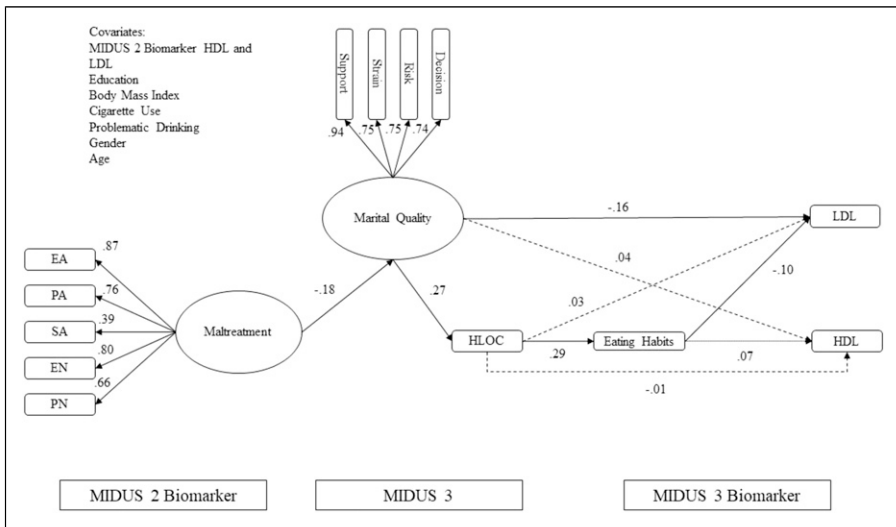 Covariates:
MIDUS 2 Biomarker HDL and
LDL
Education
Body Mass Index
Cigarette Use
Problematic Drinking
Gender
Age
Support
Strain
Risk
Decision
.94
.75
.75
.74
Marital Quality
-.16
LDL
EA
.87
PA
.76
SA
.39
EN
.80
PN
.66
Maltreatment
-.18
.27
.04
-.10
.03
HLOC
.29
Eating Habits
.07
HDL
-.01
MIDUS 2 Biomarker
MIDUS 3
MIDUS 3 Biomarker